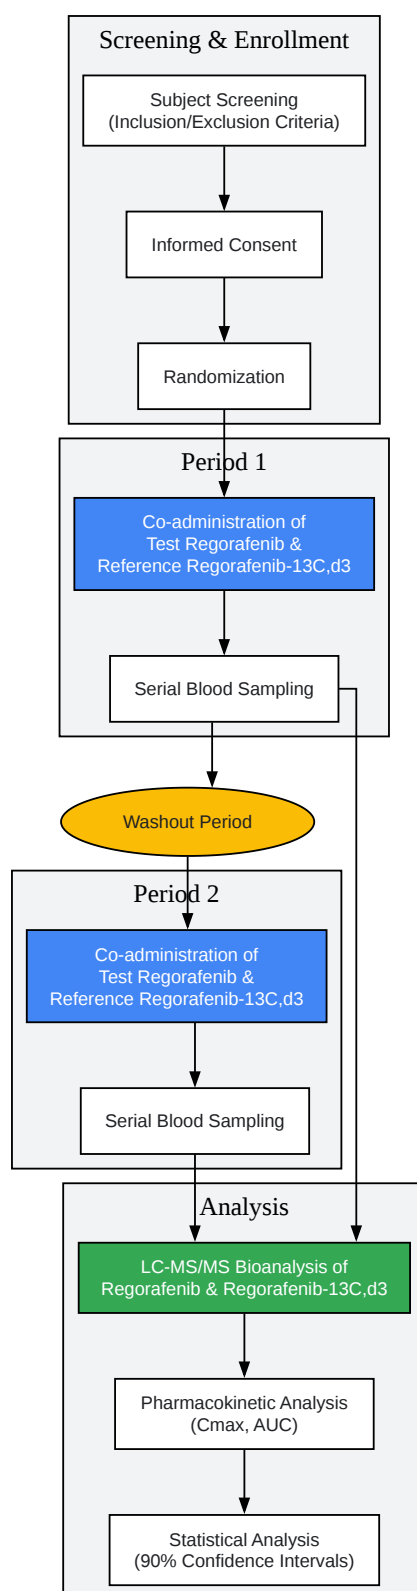 Screening & Enrollment
Subject Screening
(Inclusion/Exclusion Criteria)
Informed Consent
Randomization
Period 1
Co-administration of
Test Regorafenib &
Reference Regorafenib-13C,d3
Serial Blood Sampling
Washout Period
Period 2
Co-administration of
Test Regorafenib &
Reference Regorafenib-13C,d3
Serial Blood Sampling
Analysis
LC-MS/MS Bioanalysis of
Regorafenib & Regorafenib-13C,d3
Pharmacokinetic Analysis
(Cmax, AUC)
Statistical Analysis
(90% Confidence Intervals)